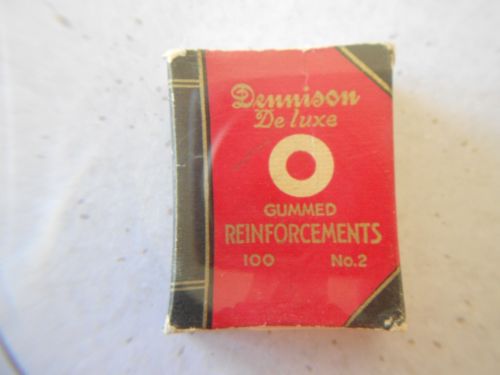 Dennison
De luxe
GUMMED
REINFORCEMENTS
100 No.2